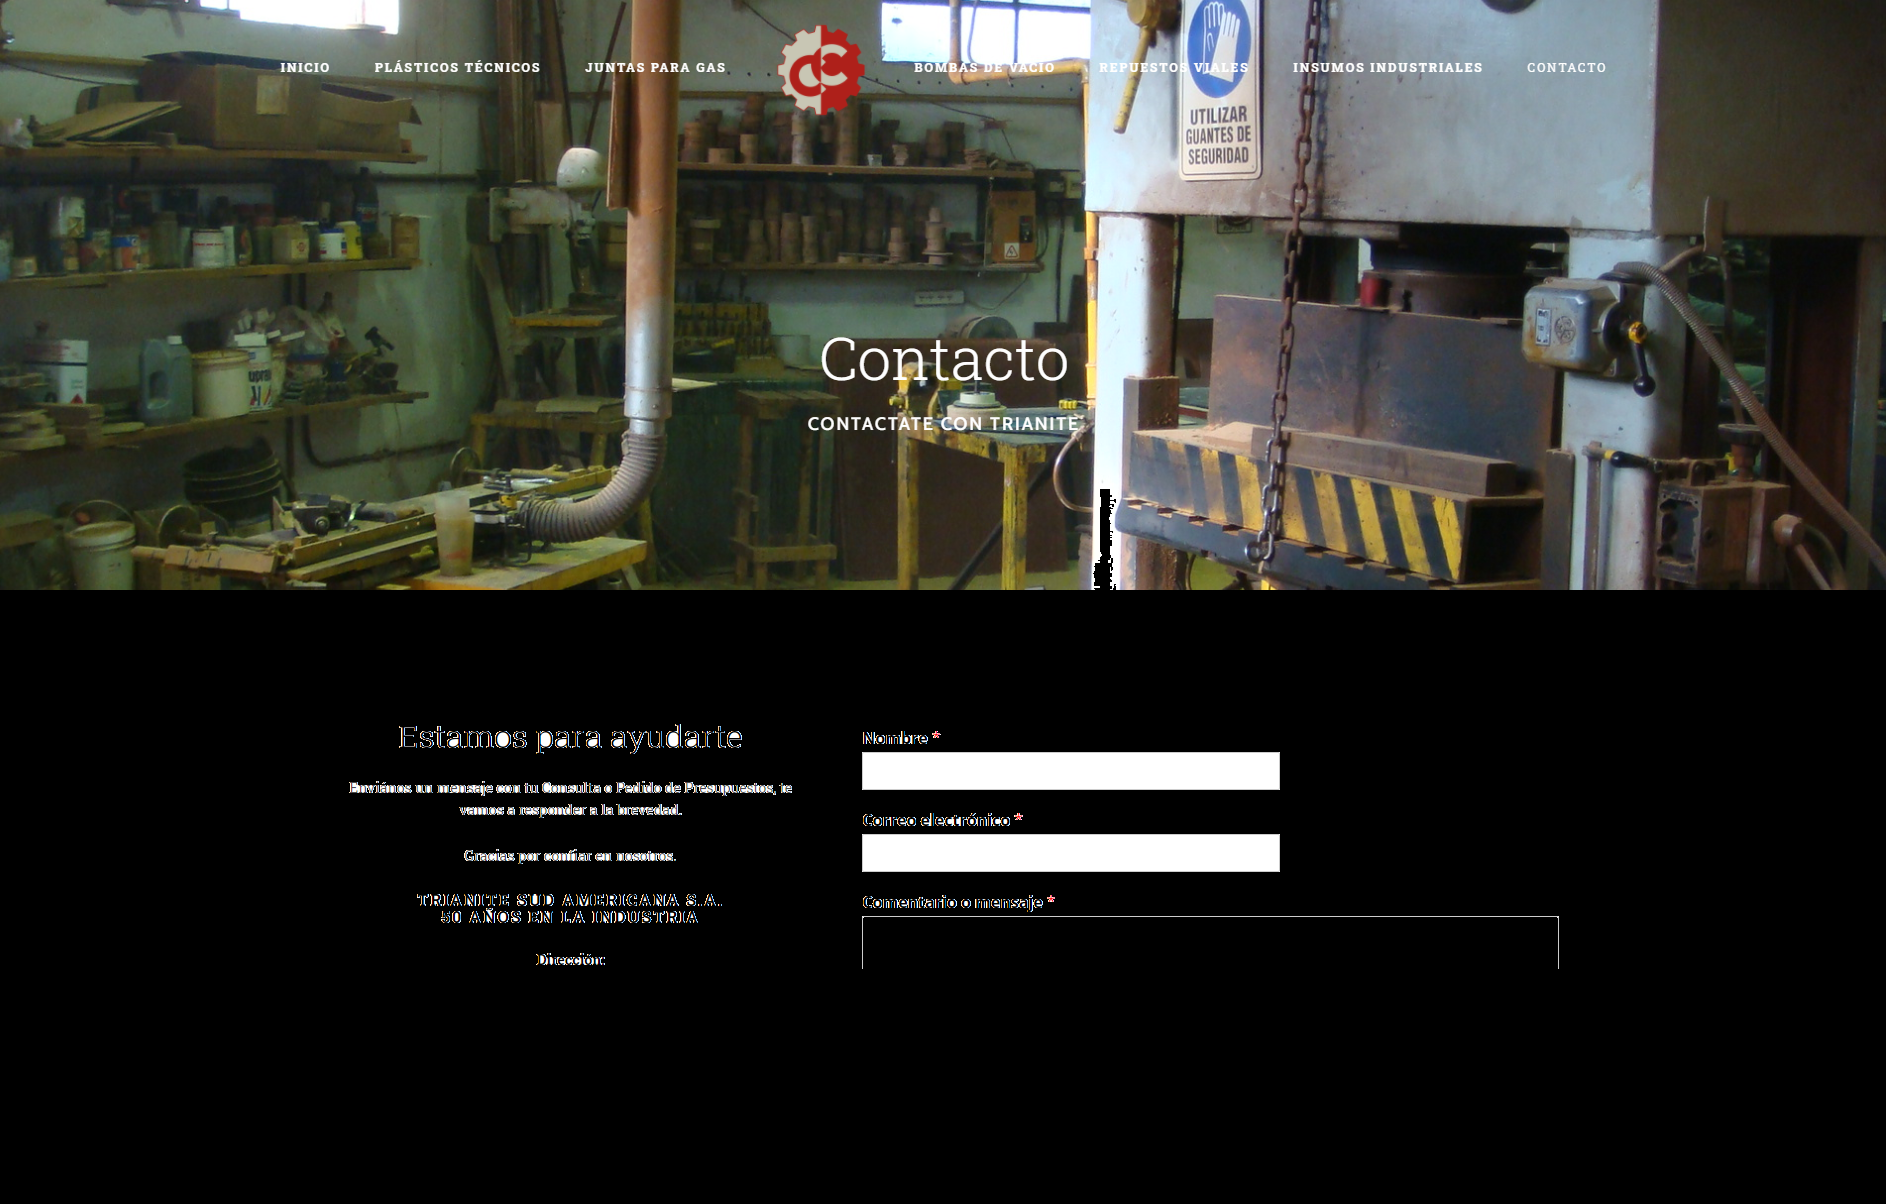 INICIO
PLÁSTICOS TÉCNICOS
JUNTAS PARA GAS
BOMBAS DE VACIO
REPUESTOS VIALES
INSUMOS INDUSTRIALES
CONTACTO
UTILIZAR
GUANTES DE
SEGURIDAD
Contacto
CONTACTATE CON TRIANITE
Estamos para ayudarte
Enviános un mensaje con tu Consulta o Pedido de Presupuestos, te
vamos a responder a la brevedad.
Gracias por confiar en nosotros.
TRIANITE SUD AMERICANA S.A.
50 AÑOS EN LA INDUSTRIA
Dirección:
Nombre *
Correo electrónico *
Comentario o mensaje *